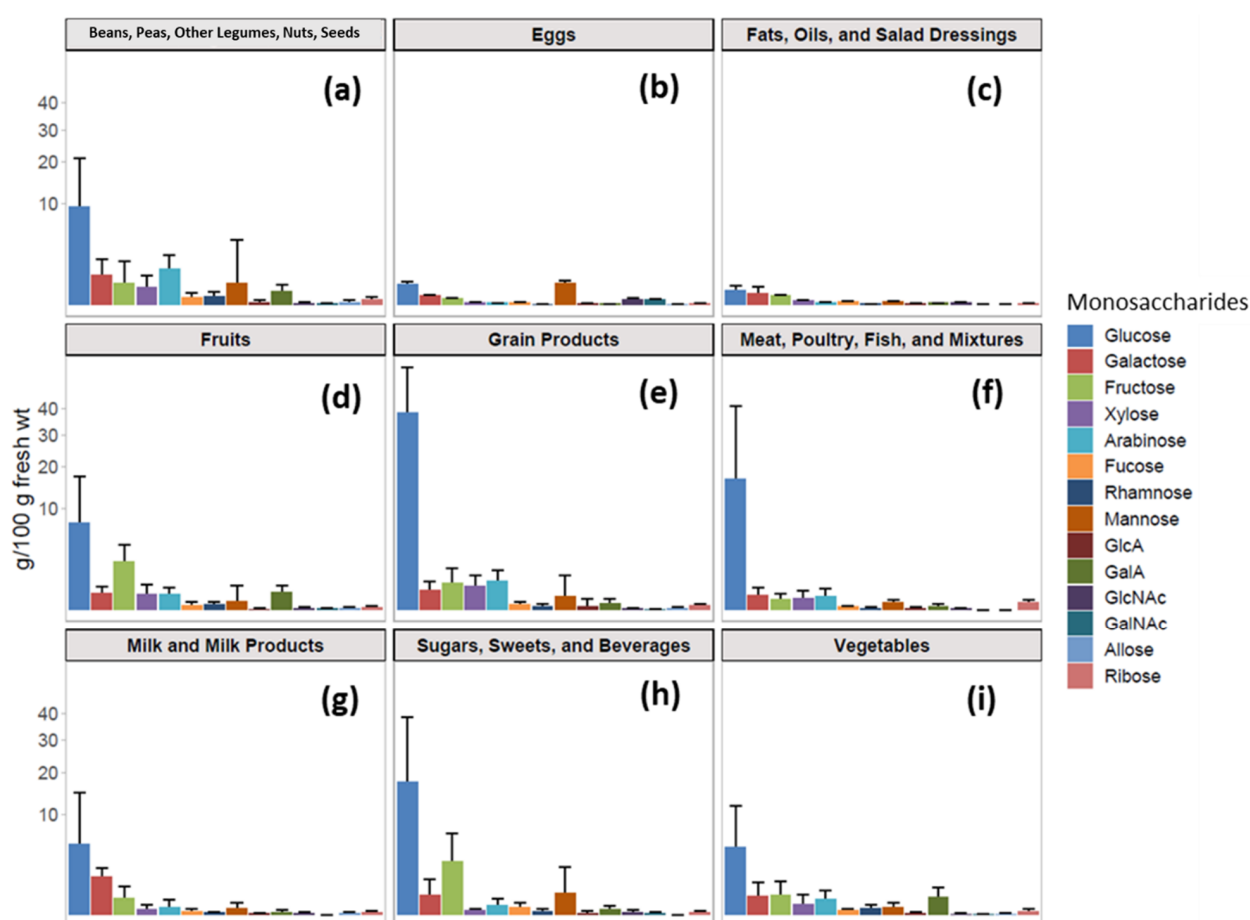 Beans, Peas, Other Legumes, Nuts, Seeds
Eggs
Fats, Oils, and Salad Dressings
(a)
(b)
(c)
40
30
20
10
Fruits
Grain Products
Meat, Poultry, Fish, and Mixtures
(d)
(e)
(f)
40
30
20
10
g/100 g fresh wt
Milk and Milk Products
Sugars, Sweets, and Beverages
Vegetables
(g)
(h)
(i)
40
30
20
10
Monosaccharides
Glucose
Galactose
Fructose
Xylose
Arabinose
Fucose
Rhamnose
Mannose
GlcA
GalA
GlcNAc
GalNAc
Allose
Ribose